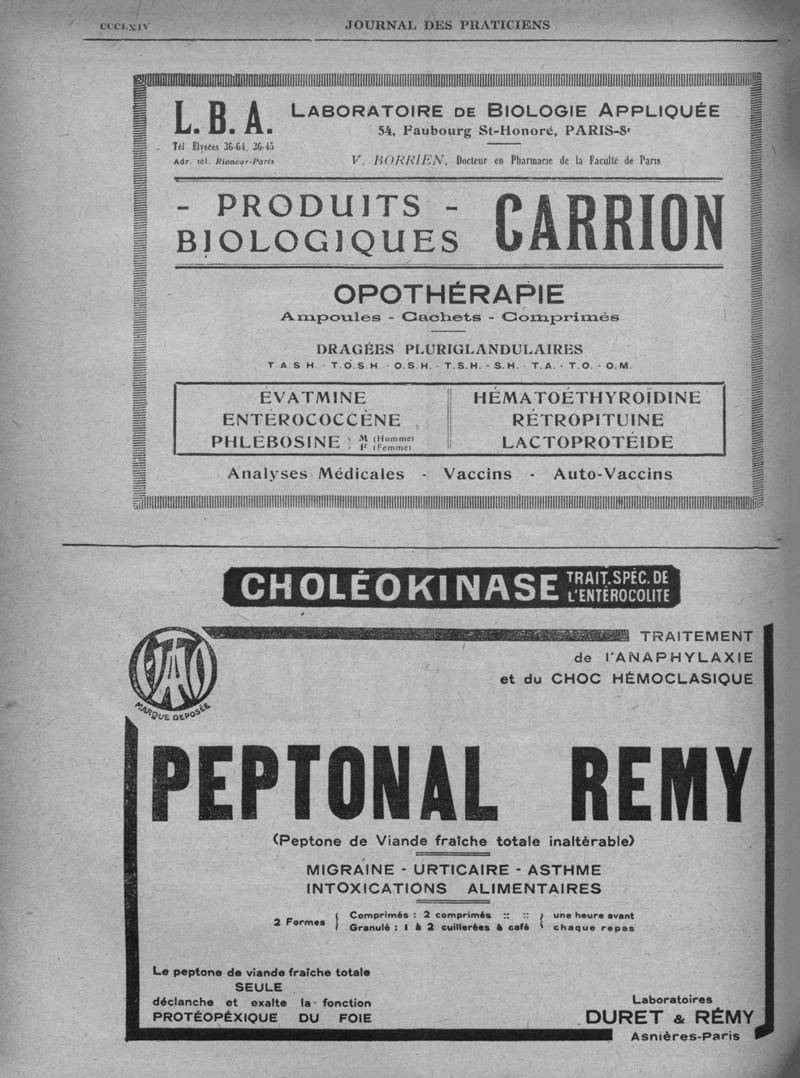 CCCLXIV JOURNAL DES PRATICIENS
L. B. A.
Tél Élysées 36-64, 36-45
Adr. tél. Rioncar-Paris
LABORATOIRE DE BIOLOGIE APPLIQUÉE
54, Faubourg St-Honoré, PARIS-8e
V. BORRIEN, Docteur en Pharmacie de la Faculté de Paris
- PRODUITS -
BIOLOGIQUES
CARRION
OPOTHÉRAPIE
Ampoules - Cachets - Comprimés
DRAGÉES PLURIGLANDULAIRES
T A S H - T.O.S.H - O.S.H. - T.S.H. - S.H. - T.A. - T.O. - O.M.
ÉVATMINE
ENTÉROCOCCÈNE
PHLÉBOSINE { M (Homme)
F (Femme)
HÉMATOÉTHYROÏDINE
RÉTROPITUINE
LACTOPROTÉIDE
Analyses Médicales - Vaccins - Auto-Vaccins
CHOLÉOKINASE TRAIT. SPÉC. DE
L'ENTÉROCOLITE
MARQUE DEPOSÉE
TRAITEMENT
de l'ANAPHYLAXIE
et du CHOC HÉMOCLASIQUE
PEPTONAL REMY
(Peptone de Viande fraîche totale inaltérable)
MIGRAINE - URTICAIRE - ASTHME
INTOXICATIONS ALIMENTAIRES
2 Formes { Comprimés : 2 comprimés :: :: } une heure avant
Granulé : 1 à 2 cuillerées à café } chaque repas
Le peptone de viande fraîche totale
SEULE
déclanche et exalte la fonction
PROTÉOPÉXIQUE DU FOIE
Laboratoires
DURET & RÉMY
Asnières-Paris